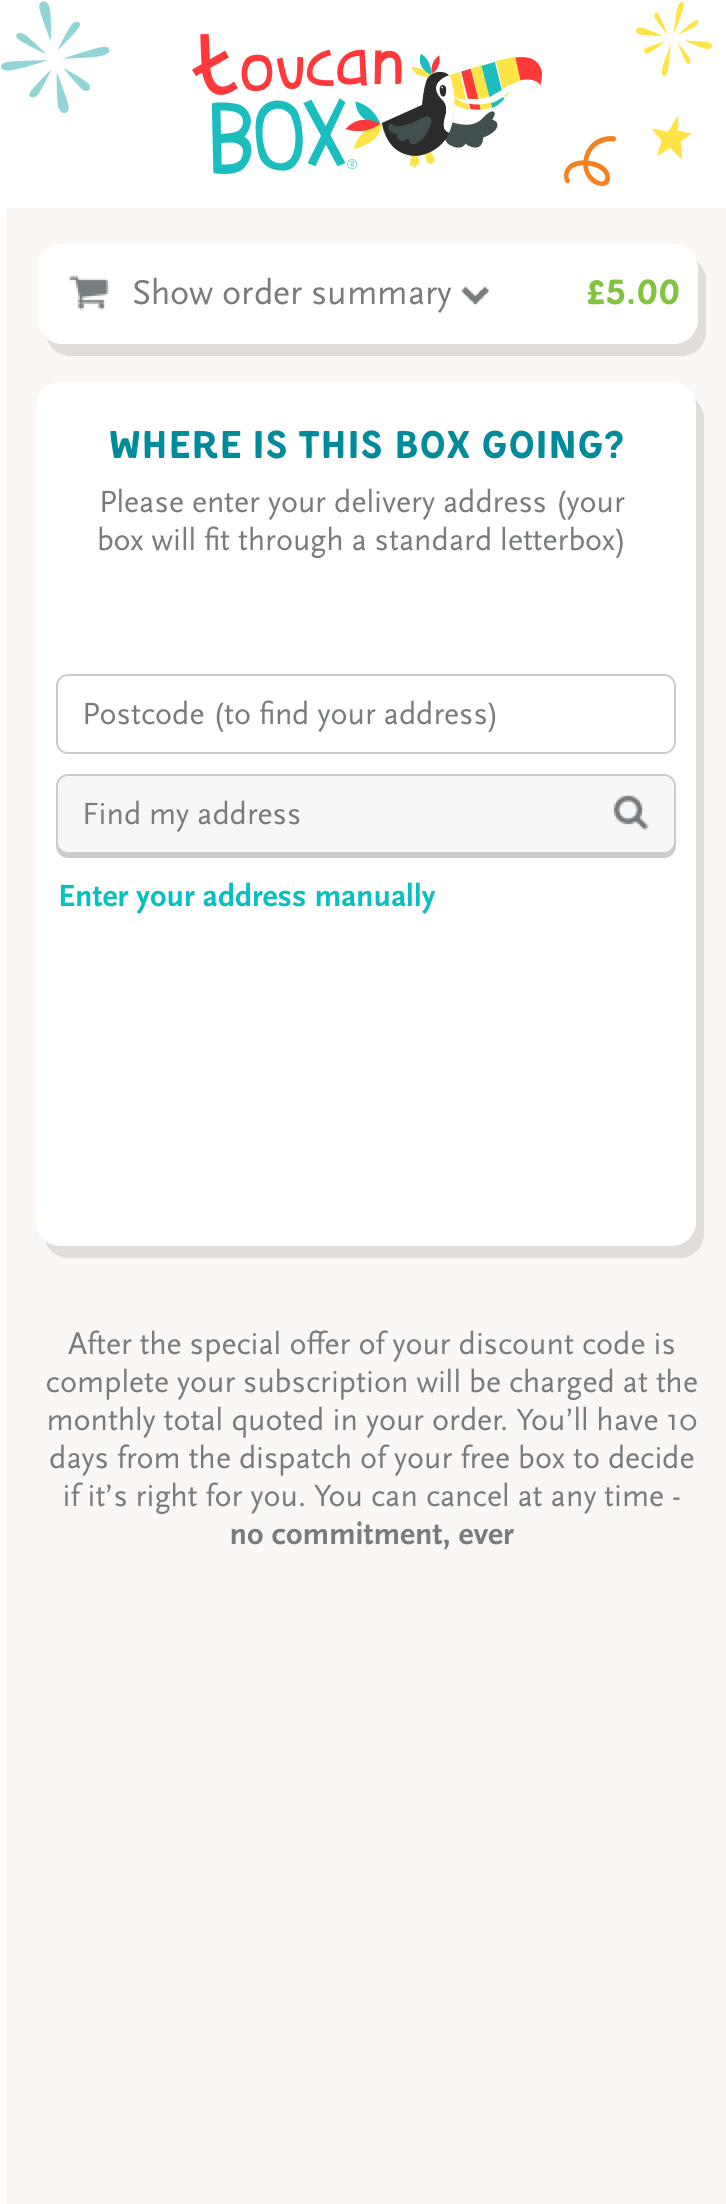 toucan
BOX®
Show order summary £5.00
WHERE IS THIS BOX GOING?
Please enter your delivery address (your
box will fit through a standard letterbox)
Postcode (to find your address)
Find my address
Enter your address manually
After the special offer of your discount code is
complete your subscription will be charged at the
monthly total quoted in your order. You’ll have 10
days from the dispatch of your free box to decide
if it’s right for you. You can cancel at any time -
no commitment, ever